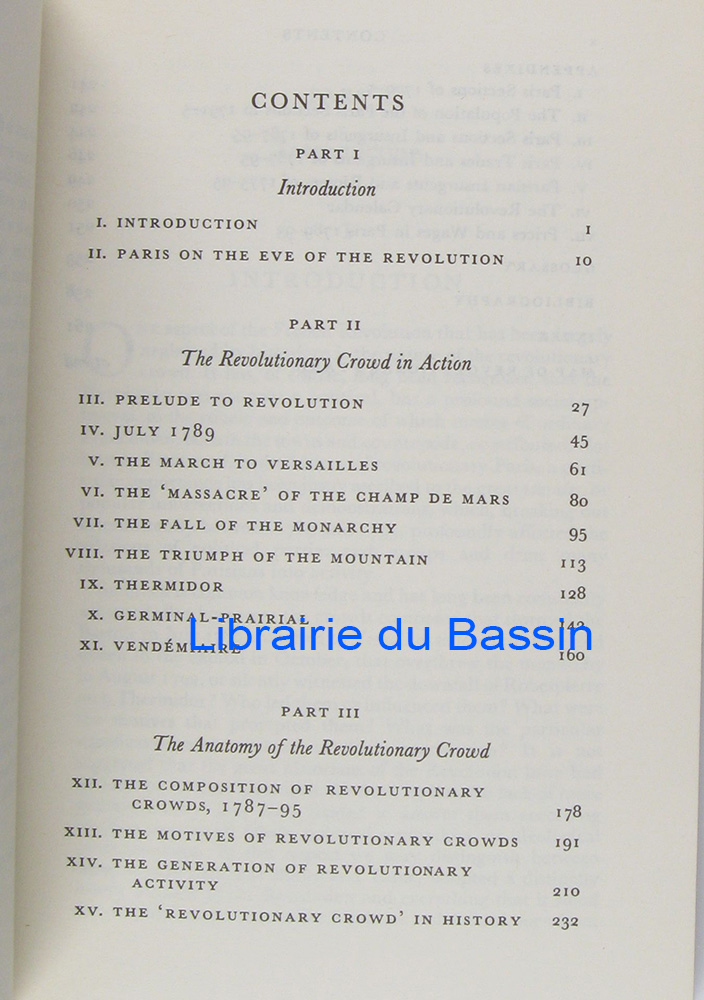 CONTENTS
PART I
Introduction
I. INTRODUCTION 1
II. PARIS ON THE EVE OF THE REVOLUTION 10
PART II
The Revolutionary Crowd in Action
III. PRELUDE TO REVOLUTION 27
IV. JULY 1789 45
V. THE MARCH TO VERSAILLES 61
VI. THE ‘MASSACRE’ OF THE CHAMP DE MARS 80
VII. THE FALL OF THE MONARCHY 95
VIII. THE TRIUMPH OF THE MOUNTAIN 113
IX. THERMIDOR 128
X. GERMINAL-PRAIRIAL 142
Librairie du Bassin
XI. VENDÉMIAIRE 160
PART III
The Anatomy of the Revolutionary Crowd
XII. THE COMPOSITION OF REVOLUTIONARY
CROWDS, 1787–95 178
XIII. THE MOTIVES OF REVOLUTIONARY CROWDS 191
XIV. THE GENERATION OF REVOLUTIONARY
ACTIVITY 210
XV. THE ‘REVOLUTIONARY CROWD’ IN HISTORY 232